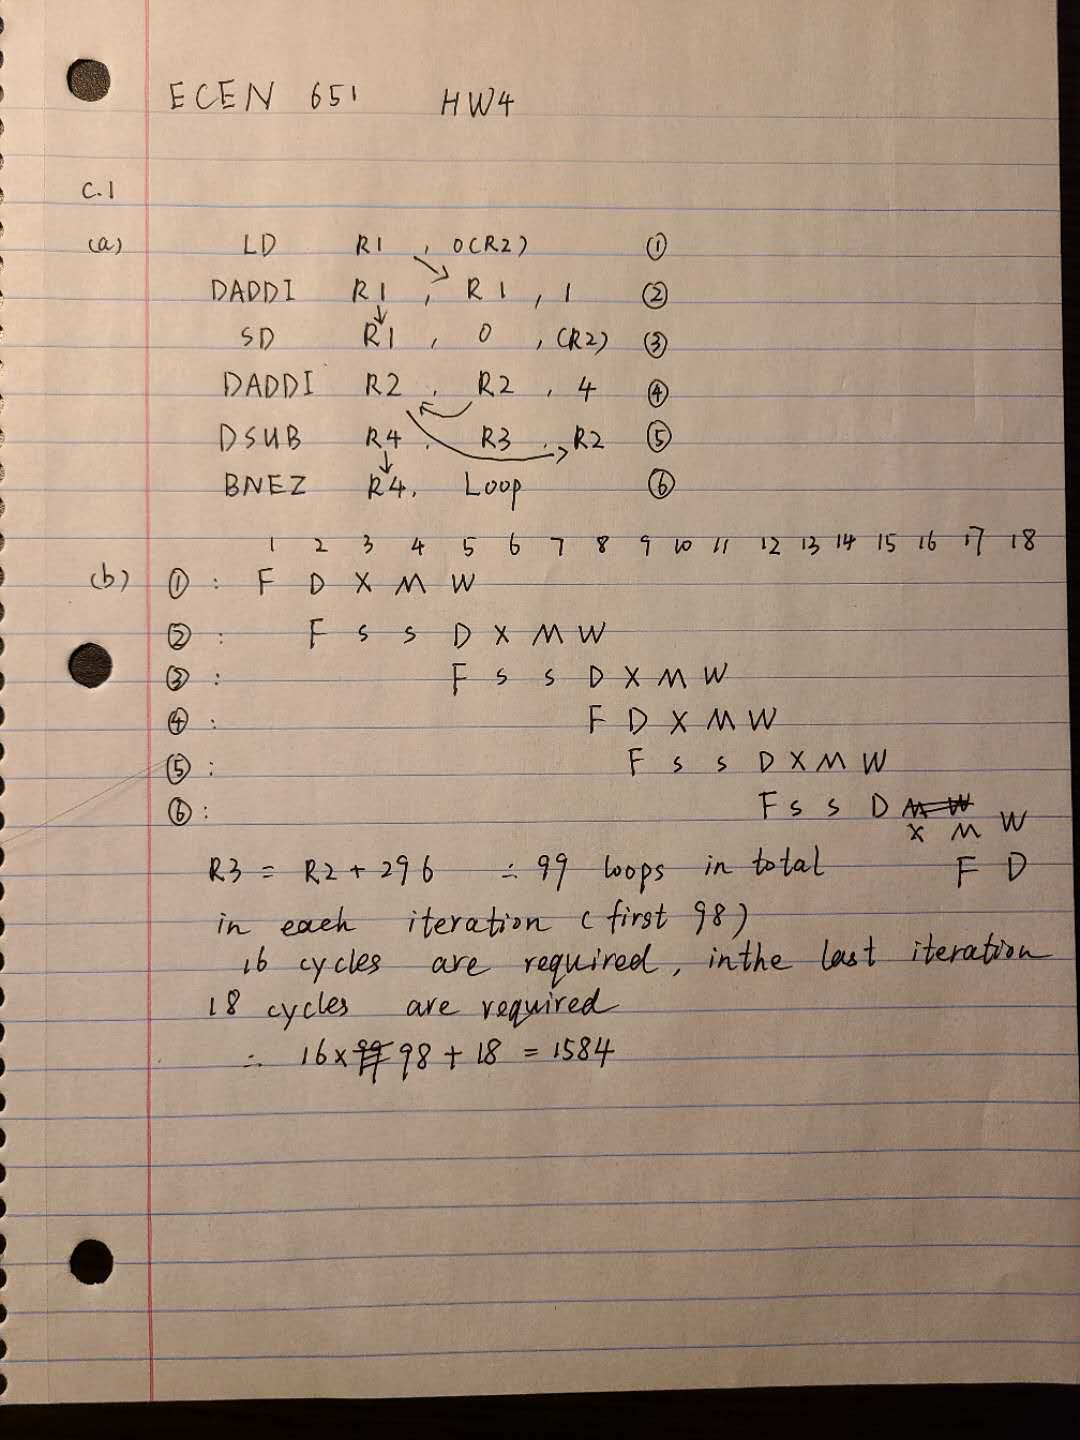 ECEN 651 HW4
C.1
(a) LD R1 , 0(R2) ①
DADDI R1 , R1 , 1 ②
SD R1 , 0 , (R2) ③
DADDI R2 , R2 , 4 ④
DSUB R4 , R3 , R2 ⑤
BNEZ R4, Loop ⑥
1 2 3 4 5 6 7 8 9 10 11 12 13 14 15 16 17 18
(b) ① : F D X M W
② : F s s D X M W
③ : F s s D X M W
④ : F D X M W
⑤ : F s s D X M W
⑥ : F s s D M W
X M W
R3 = R2 + 296 ∴ 99 loops in total F D
in each iteration ( first 98 )
16 cycles are required, in the last iteration
18 cycles are required
∴ 16 × 99 98 + 18 = 1584